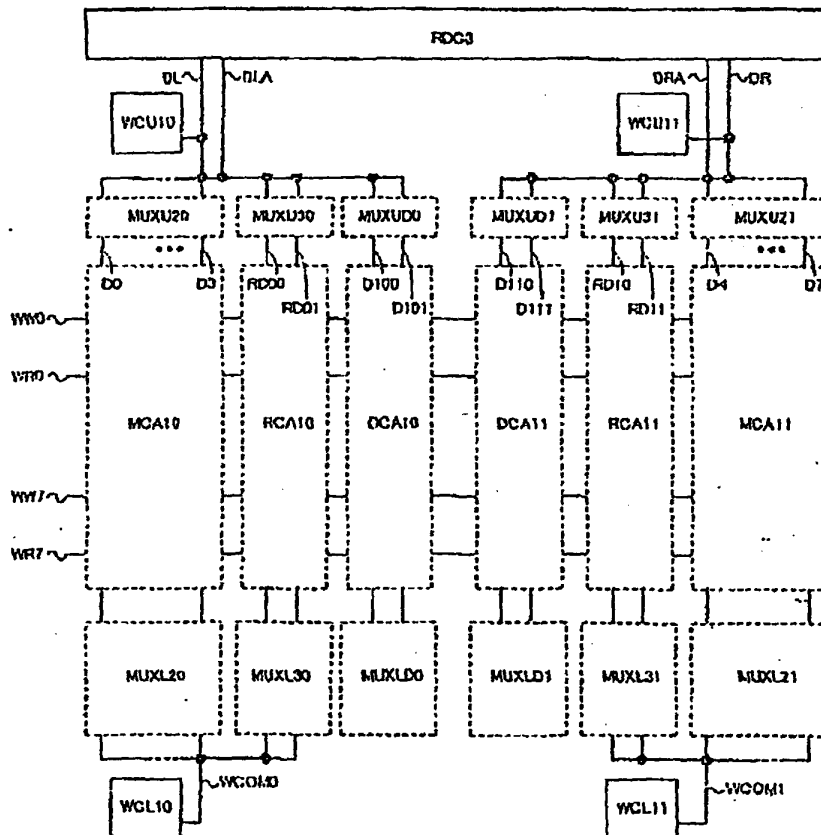 RDC3
DL DLA DRA DR
WCU10 WCU11
MUXU20 MUXU30 MUXUD0 MUXUD1 MUXU31 MUXU21
D0 D3 RD00 RD01 D100 D101 D110 D111 RD10 RD11 D4 D7
WW0
WR0
MCA10 RCA10 DCA10 DCA11 RCA11 MCA11
WW7
WR7
MUXL20 MUXL30 MUXLD0 MUXLD1 MUXL31 MUXL21
WCOM0 WCOM1
WCL10 WCL11